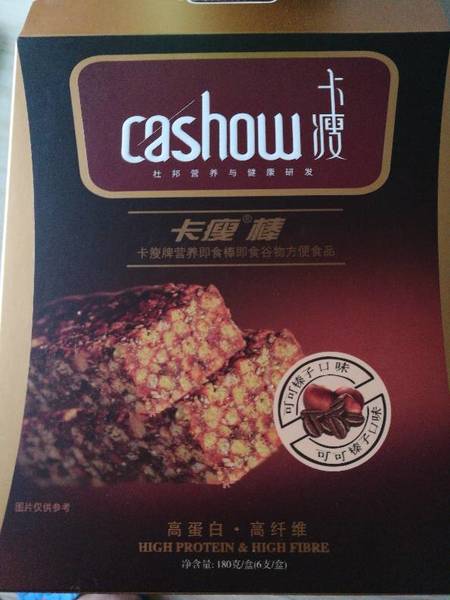 cashow 卡瘦
杜邦营养与健康研发
卡瘦®棒
卡瘦牌营养即食棒即食谷物方便食品
可可榛子口味
可可榛子口味
图片仅供参考
高蛋白·高纤维
HIGH PROTEIN & HIGH FIBRE
净含量: 180克/盒(6支/盒)